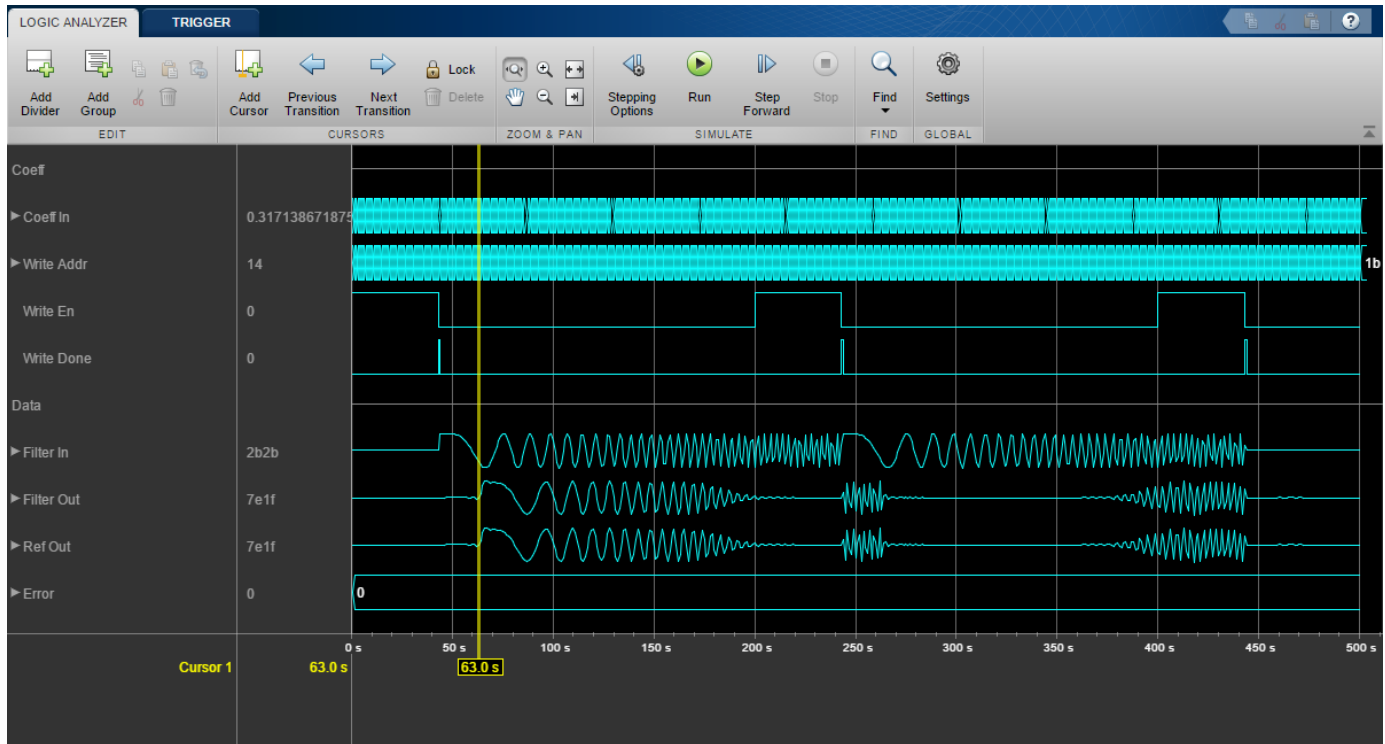 LOGIC ANALYZER TRIGGER
?
Lock
Add Divider
Add Group
Add Cursor
Previous Transition
Next Transition
Delete
Stepping Options
Run
Step Forward
Stop
Find
Settings
EDIT CURSORS ZOOM & PAN SIMULATE FIND GLOBAL
Coeff
Coeff In 0.317138671875
Write Addr 14 1b
Write En 0
Write Done 0
Data
Filter In 2b2b
Filter Out 7e1f
Ref Out 7e1f
Error 0 0
0 s 50 s 100 s 150 s 200 s 250 s 300 s 350 s 400 s 450 s 500 s
Cursor 1 63.0 s 63.0 s